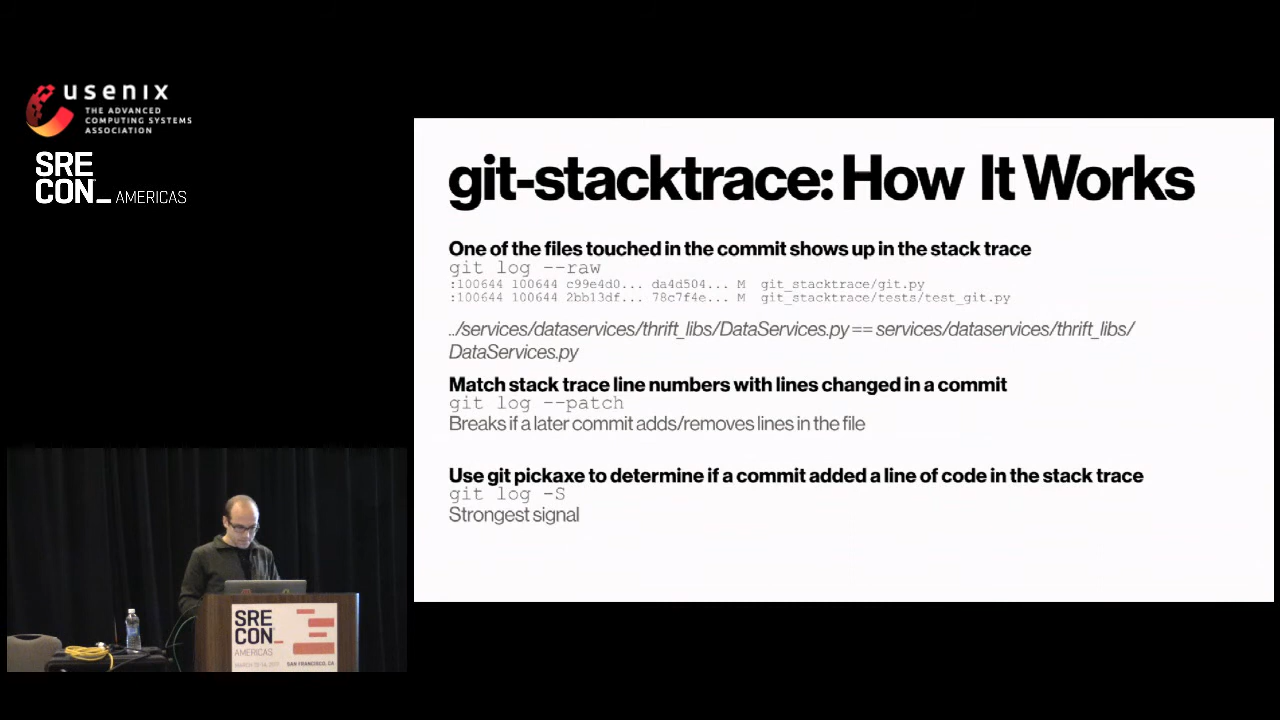 usenix
THE ADVANCED
COMPUTING SYSTEMS
ASSOCIATION
SRE
CON_ AMERICAS
git-stacktrace: How It Works
One of the files touched in the commit shows up in the stack trace
git log --raw
:100644 100644 c99e4d0... da4d504... M git_stacktrace/git.py
:100644 100644 2bb13df... 78c7f4e... M git_stacktrace/tests/test_git.py
../services/dataservices/thrift_libs/DataServices.py == services/dataservices/thrift_libs/
DataServices.py
Match stack trace line numbers with lines changed in a commit
git log --patch
Breaks if a later commit adds/removes lines in the file
Use git pickaxe to determine if a commit added a line of code in the stack trace
git log -S
Strongest signal
SRE
CON_
AMERICAS
SAN FRANCISCO, CA